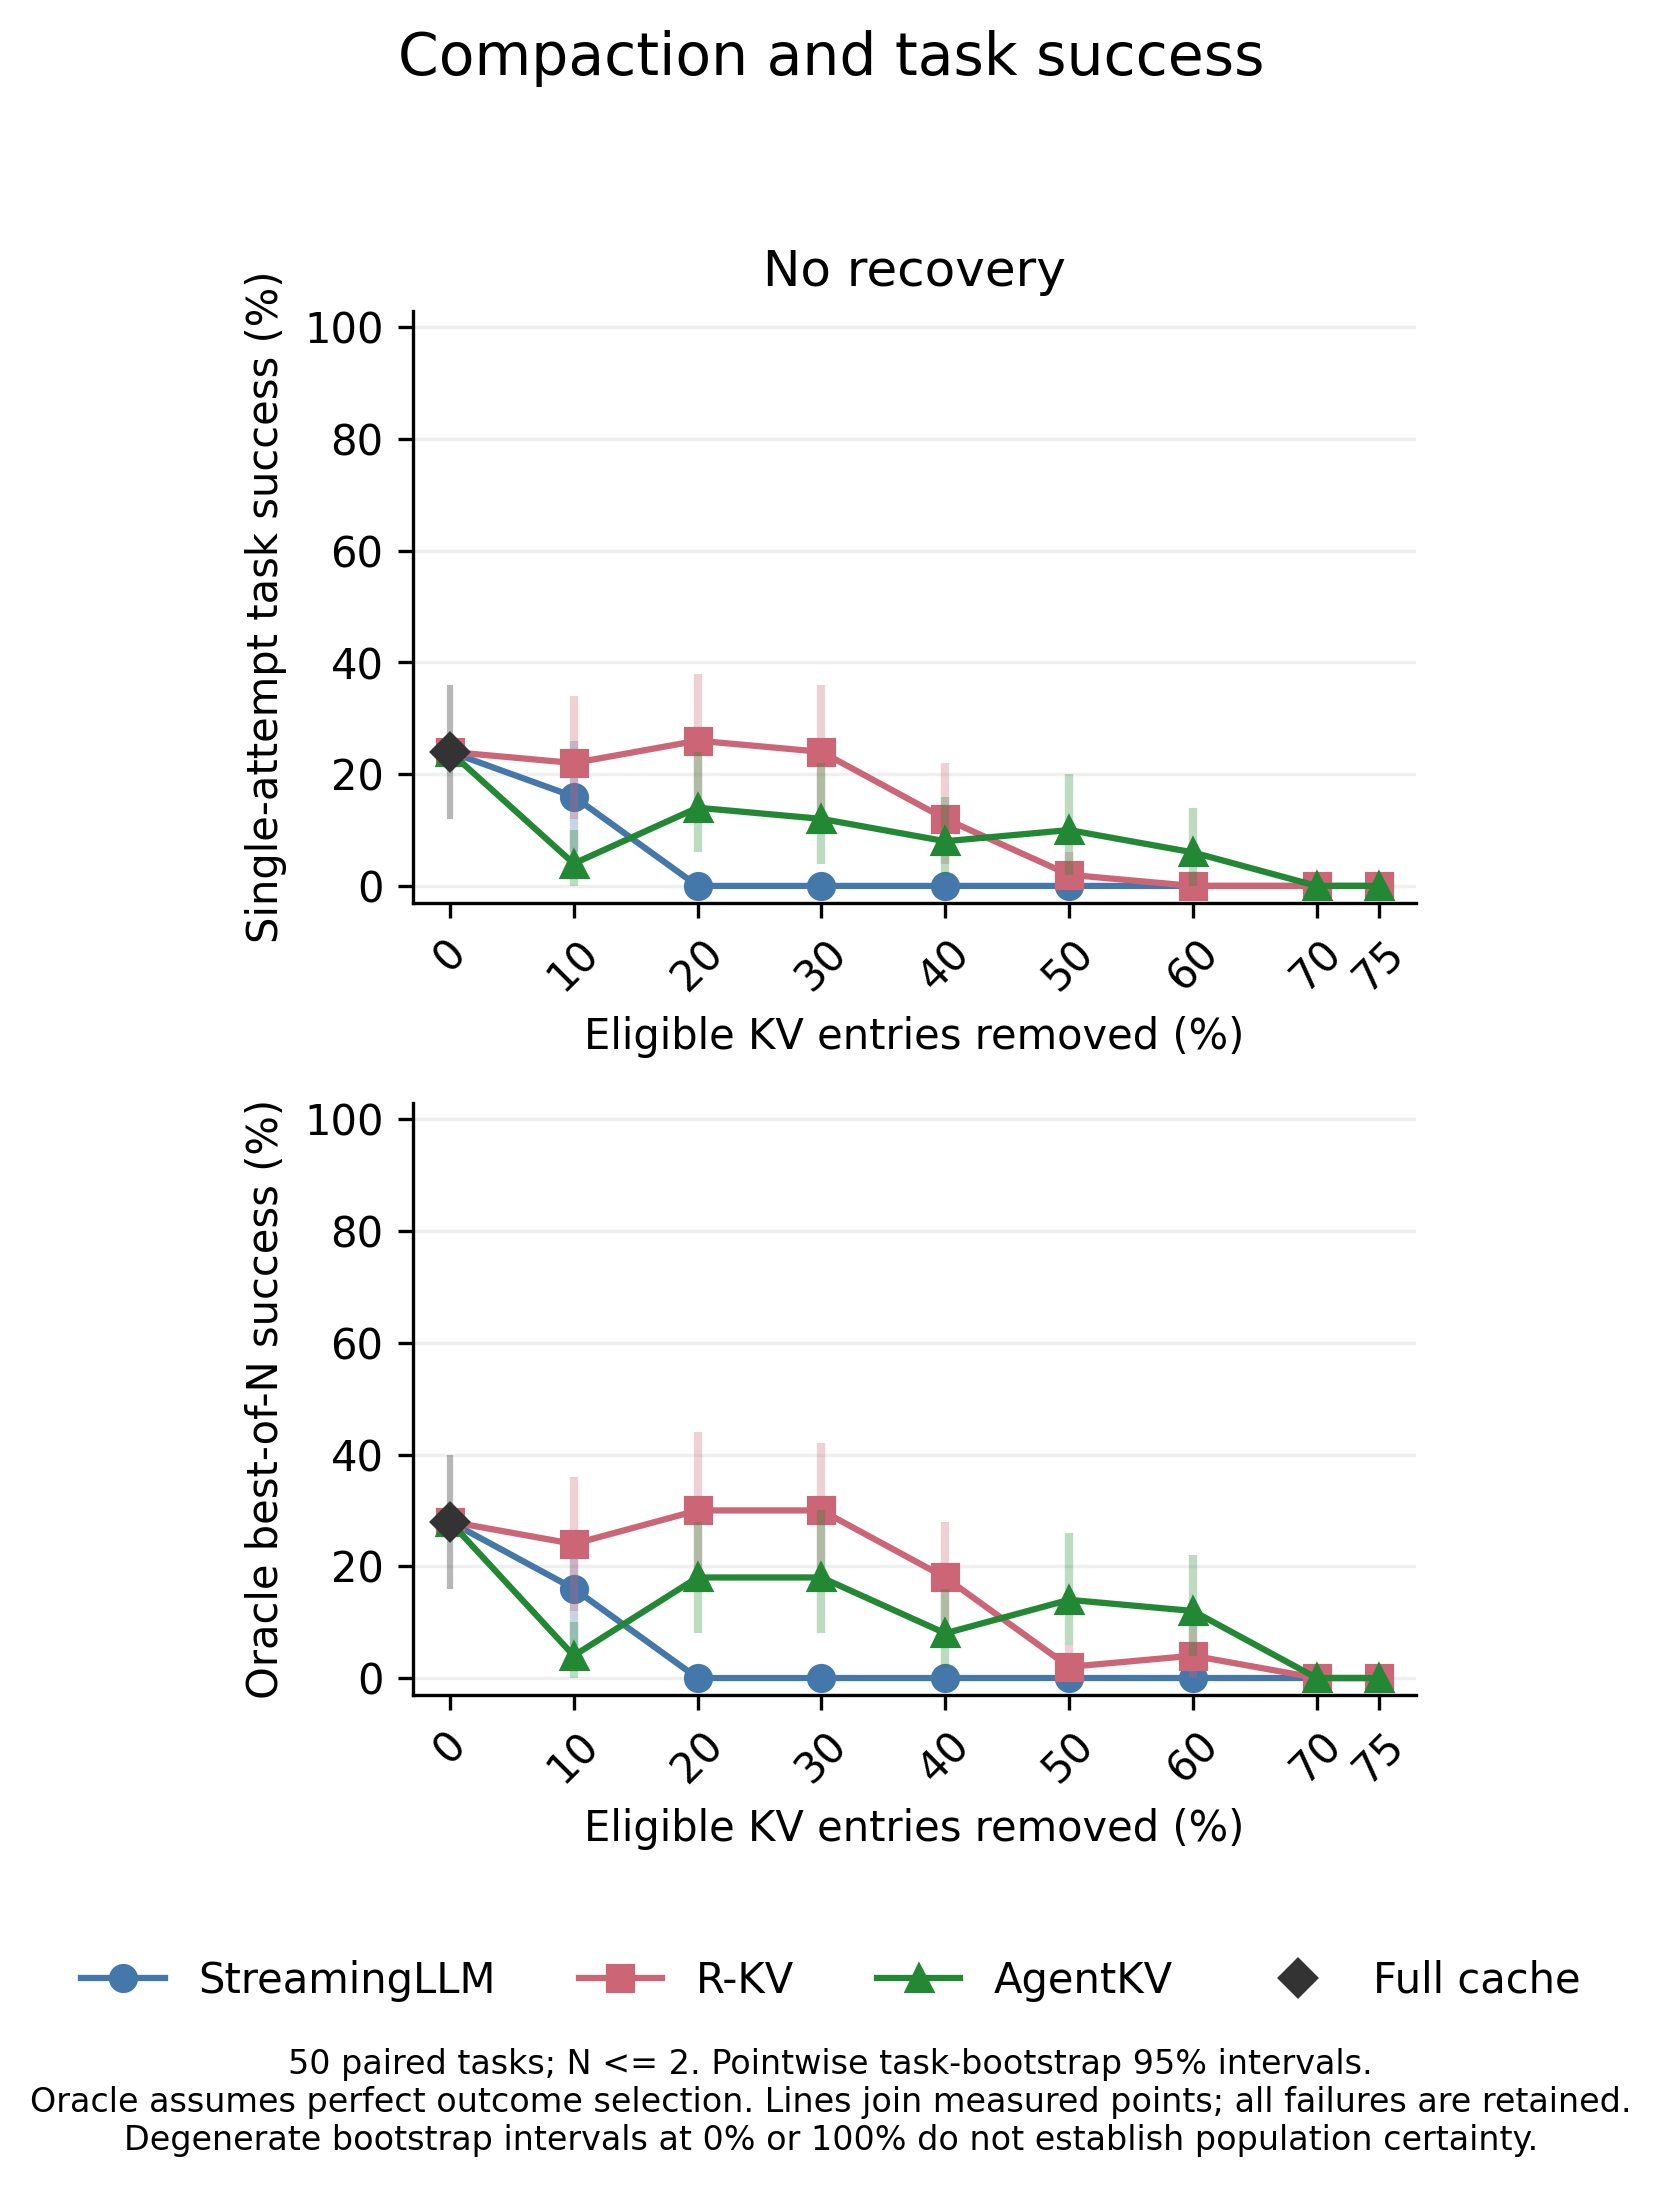 Compaction and task success
No recovery
Single-attempt task success (%)
100
80
60
40
20
0
0 10 20 30 40 50 60 70 75
Eligible KV entries removed (%)
Oracle best-of-N success (%)
100
80
60
40
20
0
0 10 20 30 40 50 60 70 75
Eligible KV entries removed (%)
StreamingLLM R-KV AgentKV Full cache
50 paired tasks; N <= 2. Pointwise task-bootstrap 95% intervals.
Oracle assumes perfect outcome selection. Lines join measured points; all failures are retained.
Degenerate bootstrap intervals at 0% or 100% do not establish population certainty.